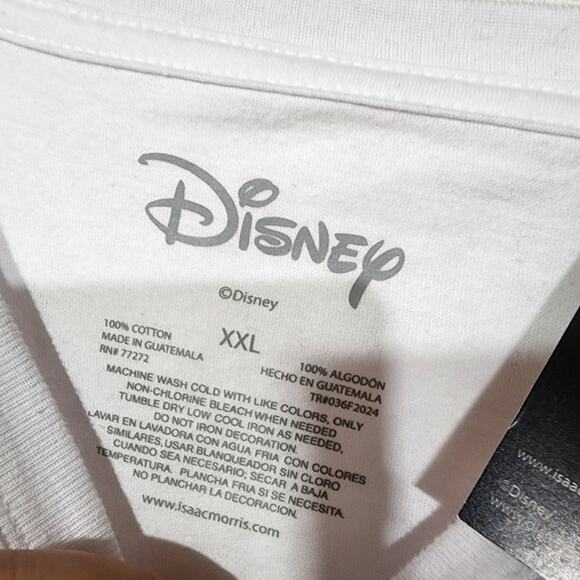 Disney
©Disney
100% COTTON
MADE IN GUATEMALA
RN# 77272
XXL
100% ALGODÓN
HECHO EN GUATEMALA
TR#036F2024
MACHINE WASH COLD WITH LIKE COLORS, ONLY
NON-CHLORINE BLEACH WHEN NEEDED
TUMBLE DRY LOW COOL IRON AS NEEDED,
DO NOT IRON DECORATION.
LAVAR EN LAVADORA CON AGUA FRIA CON COLORES
SIMILARES, USAR BLANQUEADOR SIN CLORO
CUANDO SEA NECESARIO; SECAR A BAJA
TEMPERATURA. PLANCHA FRIA SI SE NECESITA.
NO PLANCHAR LA DECORACION.
www.isaacmorris.com
www.isaa
©Disney